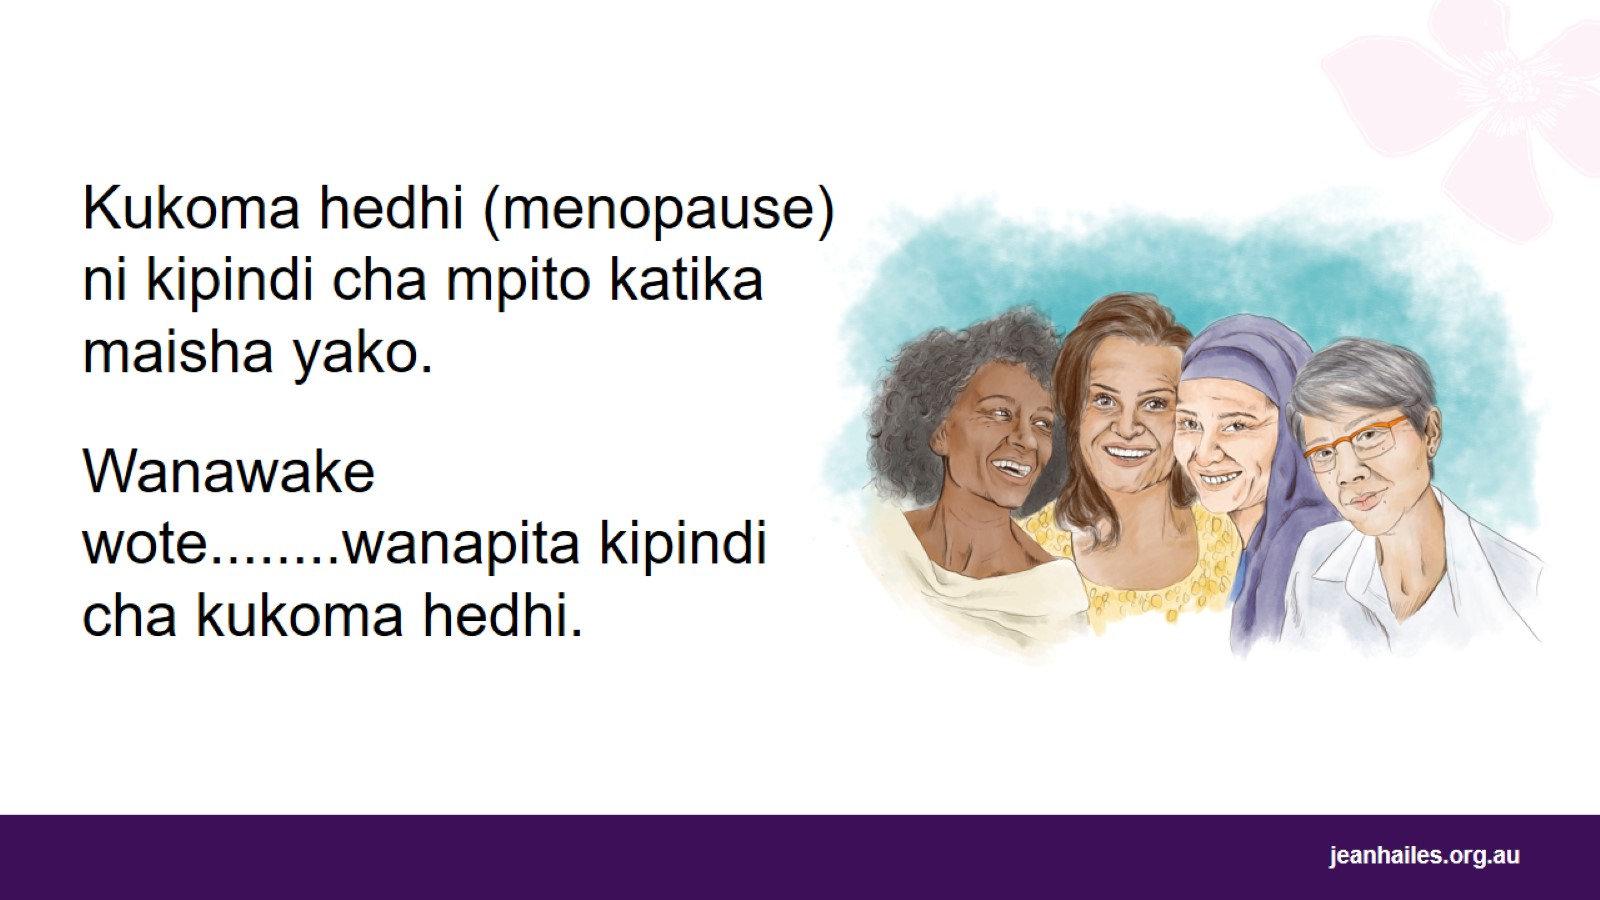 Kukoma hedhi (menopause)
ni kipindi cha mpito katika
maisha yako.
Wanawake
wote........wanapita kipindi
cha kukoma hedhi.
jeanhailes.org.au